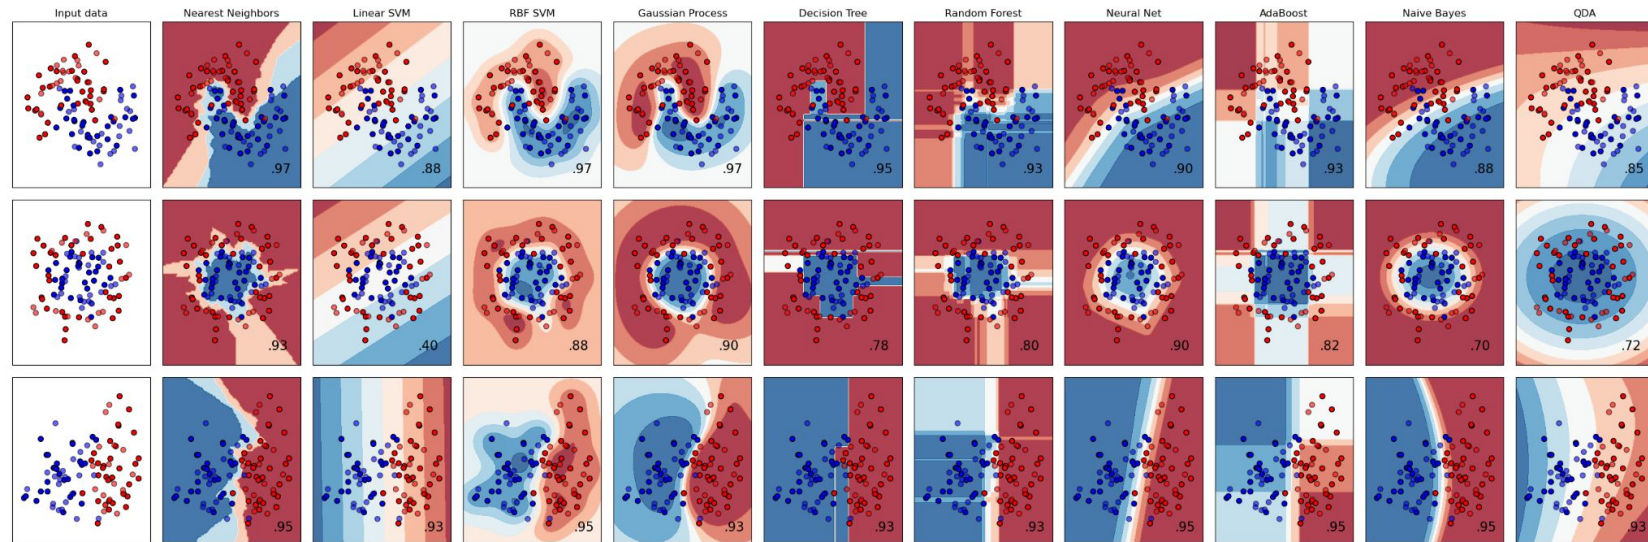 Input data Nearest Neighbors Linear SVM RBF SVM Gaussian Process Decision Tree Random Forest Neural Net AdaBoost Naive Bayes QDA
.97 .88 .97 .97 .95 .93 .90 .93 .88 .85
.93 .40 .88 .90 .78 .80 .90 .82 .70 .72
.95 .93 .95 .93 .93 .93 .95 .95 .95 .93